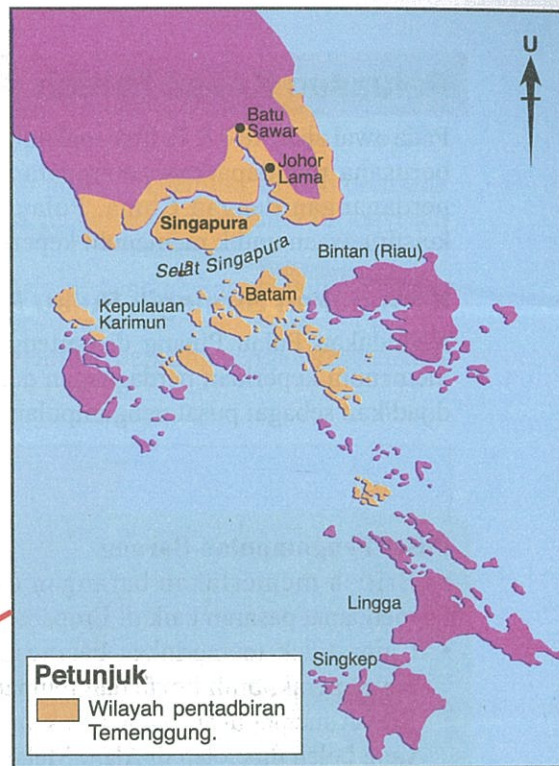 U
Batu
Sawar
Johor
Lama
Singapura
Selat Singapura
Bintan (Riau)
Batam
Kepulauan
Karimun
Lingga
Singkep
Petunjuk
Wilayah pentadbiran
Temenggung.